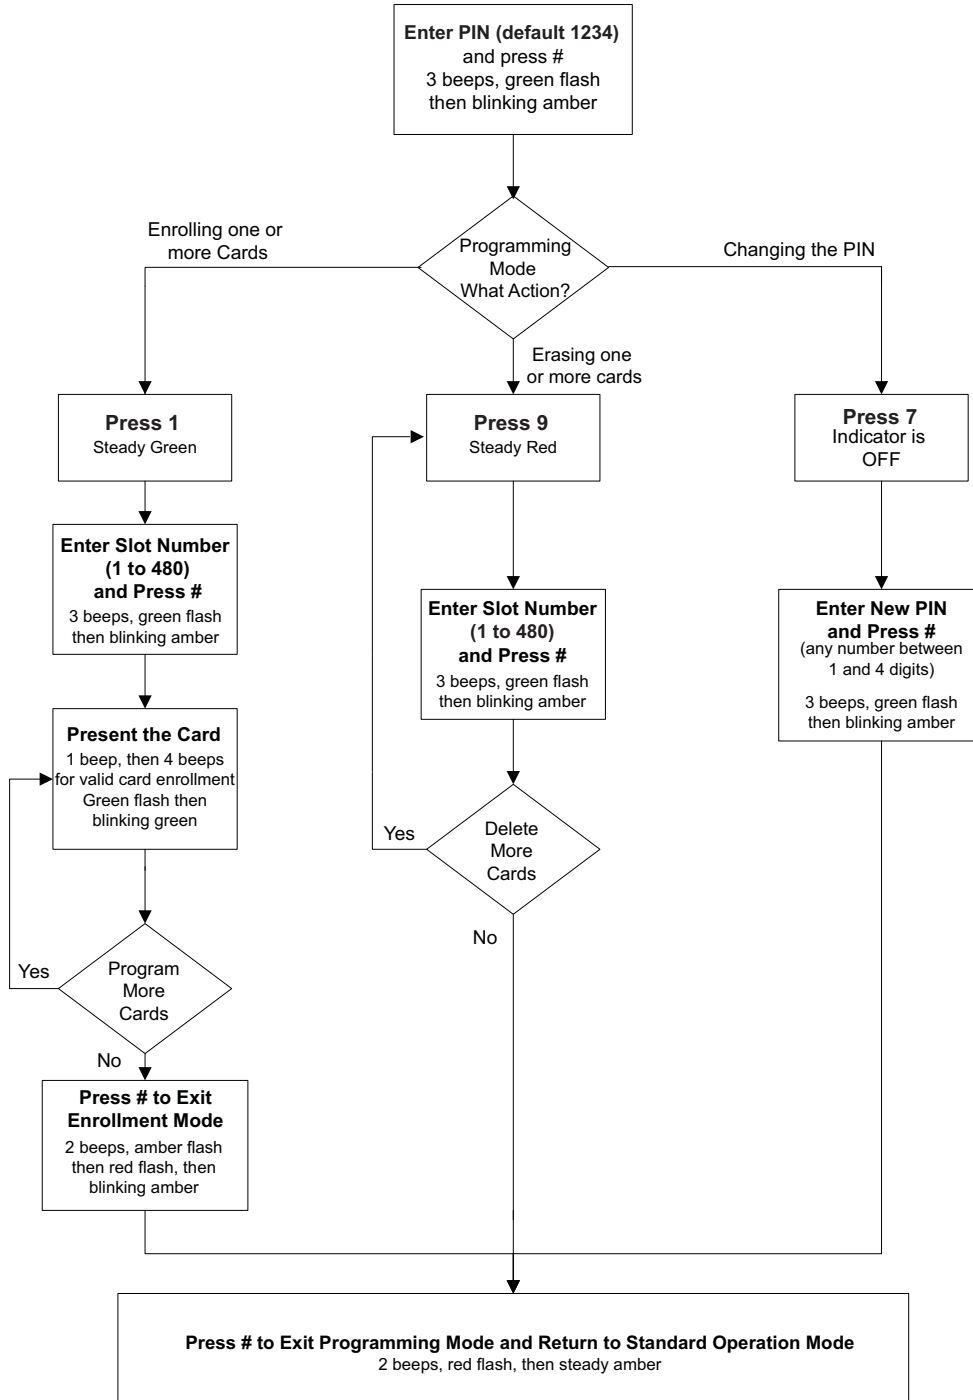 Enter PIN (default 1234)
and press #
3 beeps, green flash
then blinking amber
Enrolling one or
more Cards
Programming
Mode
What Action?
Changing the PIN
Erasing one
or more cards
Press 1
Steady Green
Press 9
Steady Red
Press 7
Indicator is
OFF
Enter Slot Number
(1 to 480)
and Press #
3 beeps, green flash
then blinking amber
Enter Slot Number
(1 to 480)
and Press #
3 beeps, green flash
then blinking amber
Enter New PIN
and Press #
(any number between
1 and 4 digits)
3 beeps, green flash
then blinking amber
Present the Card
1 beep, then 4 beeps
for valid card enrollment
Green flash then
blinking green
Yes
Delete
More
Cards
No
Yes
Program
More
Cards
No
Press # to Exit
Enrollment Mode
2 beeps, amber flash
then red flash, then
blinking amber
Press # to Exit Programming Mode and Return to Standard Operation Mode
2 beeps, red flash, then steady amber